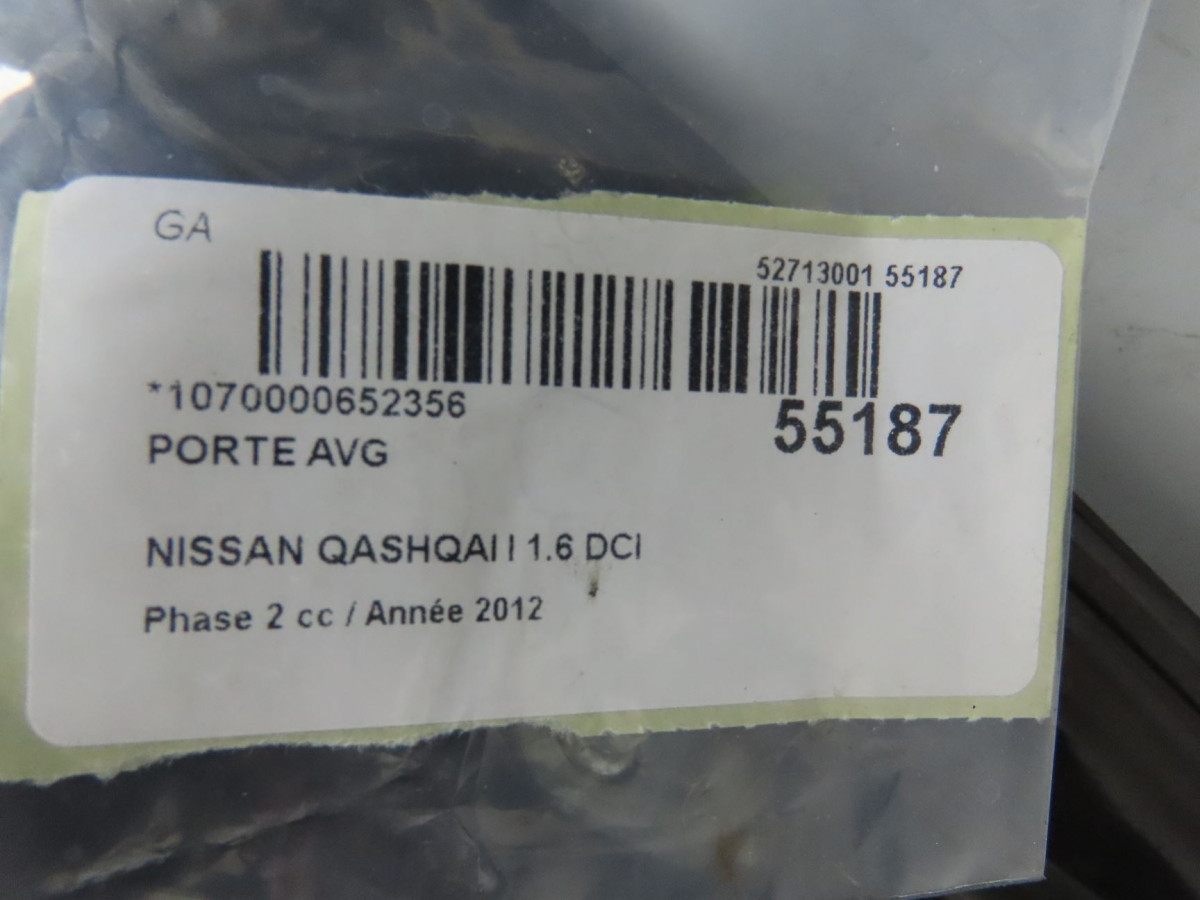 GA
52713001 55187
*1070000652356
55187
PORTE AVG
NISSAN QASHQAI I 1.6 DCI
Phase 2 cc / Année 2012